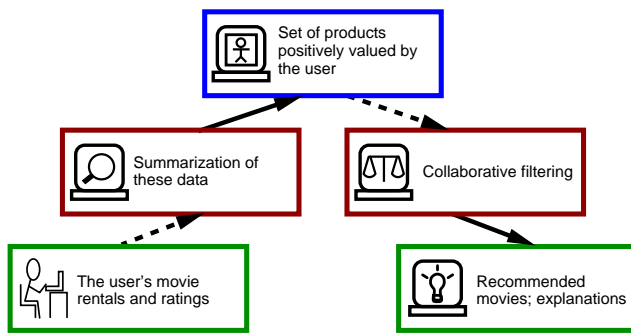 Set of products
positively valued by
the user
Summarization of
these data
Collaborative filtering
The user's movie
rentals and ratings
Recommended
movies; explanations